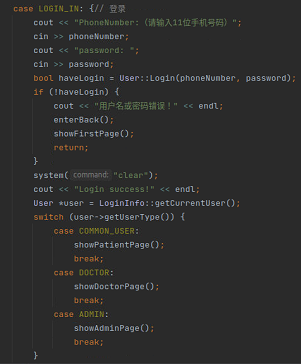 case LOGIN_IN: {// 登录
cout << "PhoneNumber:（请输入11位手机号码）";
cin >> phoneNumber;
cout << "password: ";
cin >> password;
bool haveLogin = User::Login(phoneNumber, password);
if (!haveLogin) {
cout << "用户名或密码错误！" << endl;
enterBack();
showFirstPage();
return;
}
system( command: "clear");
cout << "Login success!" << endl;
User *user = LoginInfo::getCurrentUser();
switch (user->getUserType()) {
case COMMON_USER:
showPatientPage();
break;
case DOCTOR:
showDoctorPage();
break;
case ADMIN:
showAdminPage();
break;
}